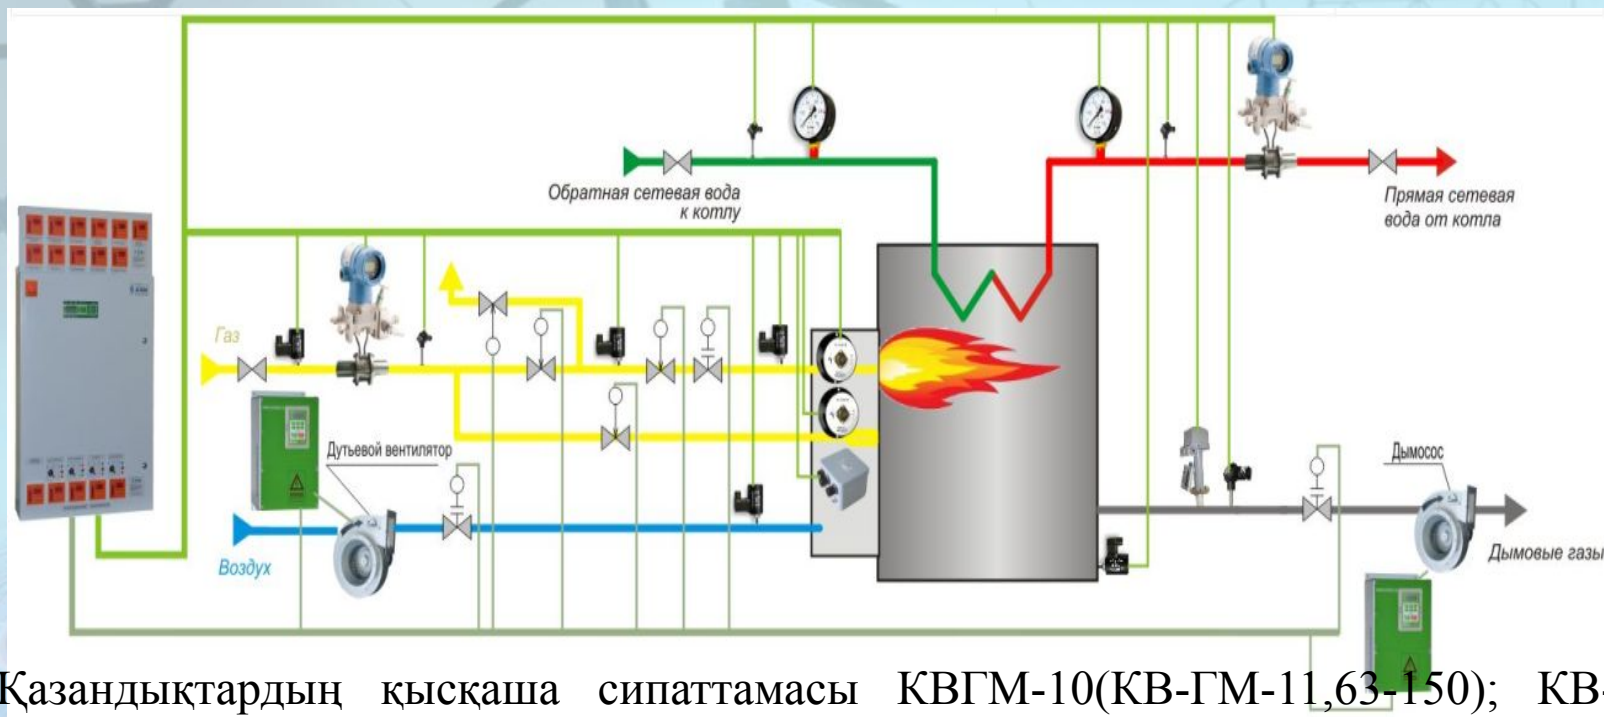 Обратная сетевая вода
к котлу
Прямая сетевая
вода от котла
Газ
Дутьевой вентилятор
Дымосос
Воздух
Дымовые газы
Қазандықтардың қысқаша сипаттамасы КВГМ-10(КВ-ГМ-11,63-150); КВ-